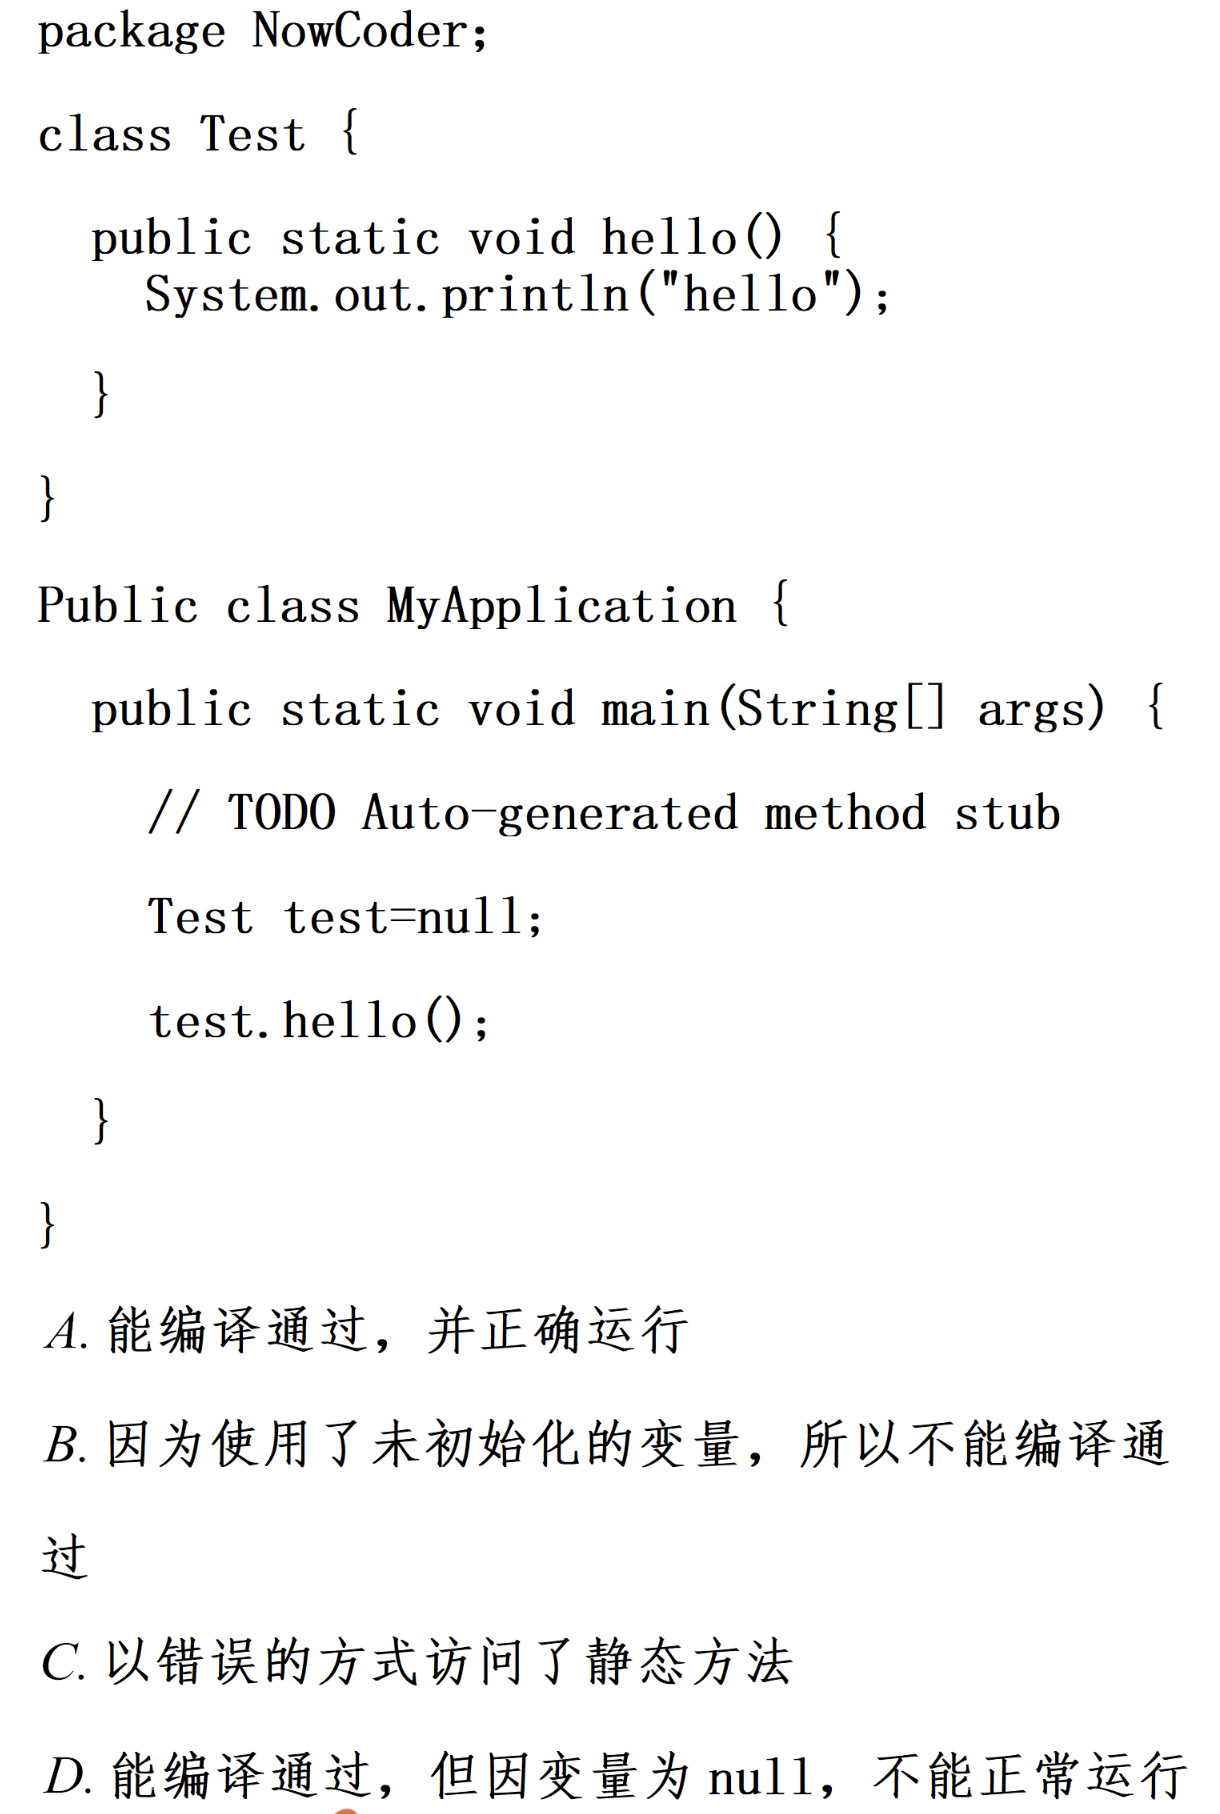 package NowCoder;
class Test {
public static void hello() {
System.out.println("hello");
}
}
Public class MyApplication {
public static void main(String[] args) {
// TODO Auto-generated method stub
Test test=null;
test.hello();
}
}
A. 能编译通过，并正确运行
B. 因为使用了未初始化的变量，所以不能编译通
过
C. 以错误的方式访问了静态方法
D. 能编译通过，但因变量为 null，不能正常运行